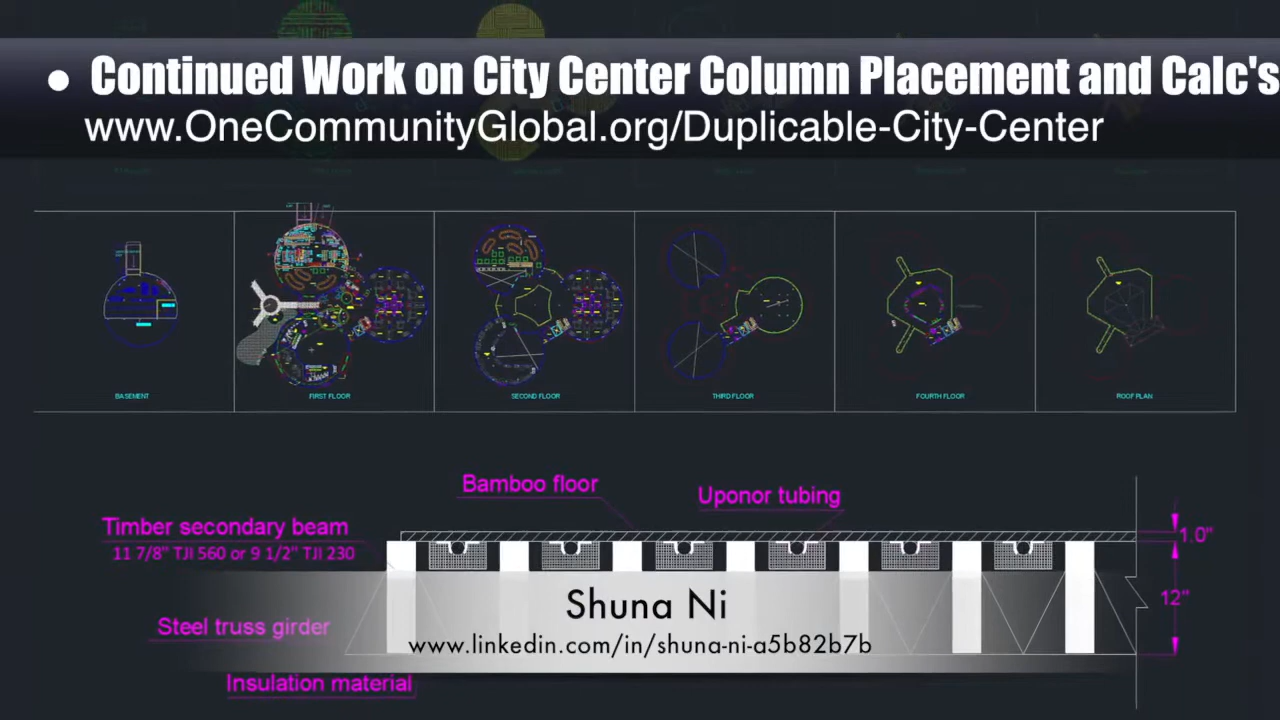 • Continued Work on City Center Column Placement and Calc's
www.OneCommunityGlobal.org/Duplicable-City-Center
BASEMENT
FIRST FLOOR
SECOND FLOOR
THIRD FLOOR
FOURTH FLOOR
ROOF PLAN
Bamboo floor
Uponor tubing
Timber secondary beam
11 7/8" TJI 560 or 9 1/2" TJI 230
1.0"
12"
Shuna Ni
www.linkedin.com/in/shuna-ni-a5b82b7b
Steel truss girder
Insulation material